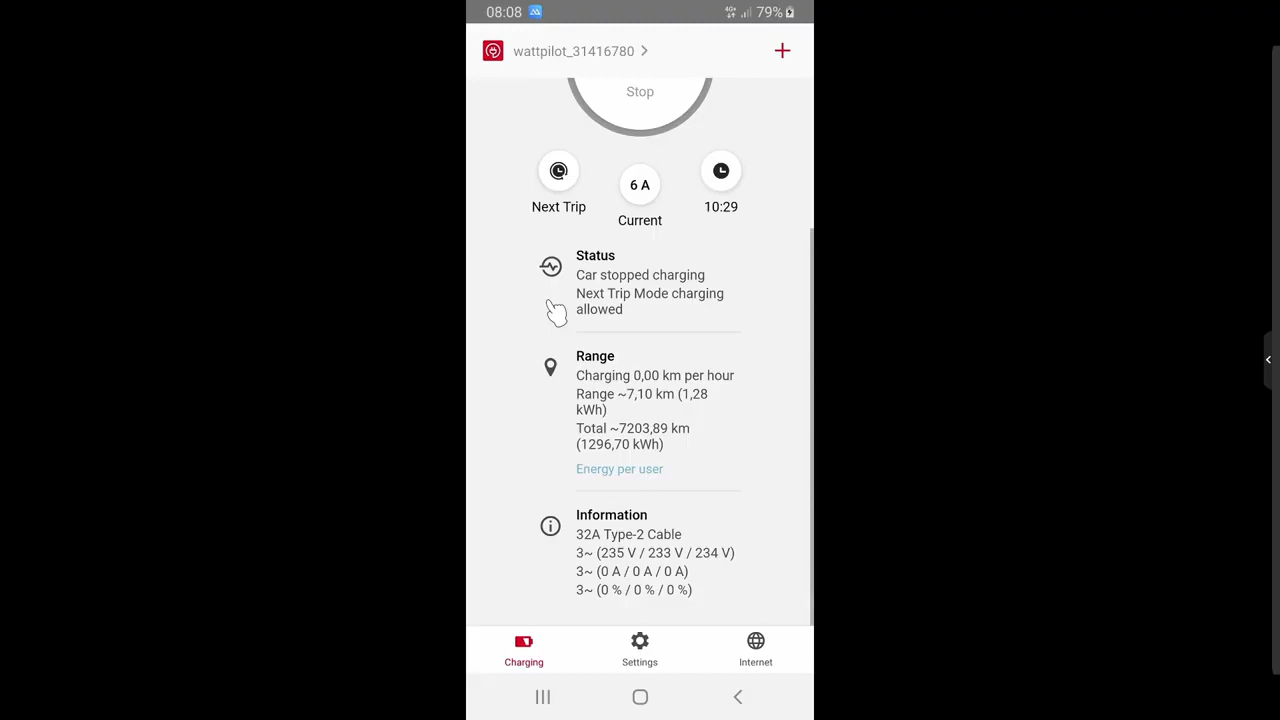 08:08
4G+
79%
wattpilot_31416780
Stop
6 A
Next Trip
Current
10:29
Status
Car stopped charging
Next Trip Mode charging
allowed
Range
Charging 0,00 km per hour
Range ~7,10 km (1,28
kWh)
Total ~7203,89 km
(1296,70 kWh)
Energy per user
Information
32A Type-2 Cable
3~ (235 V / 233 V / 234 V)
3~ (0 A / 0 A / 0 A)
3~ (0 % / 0 % / 0 %)
Charging
Settings
Internet